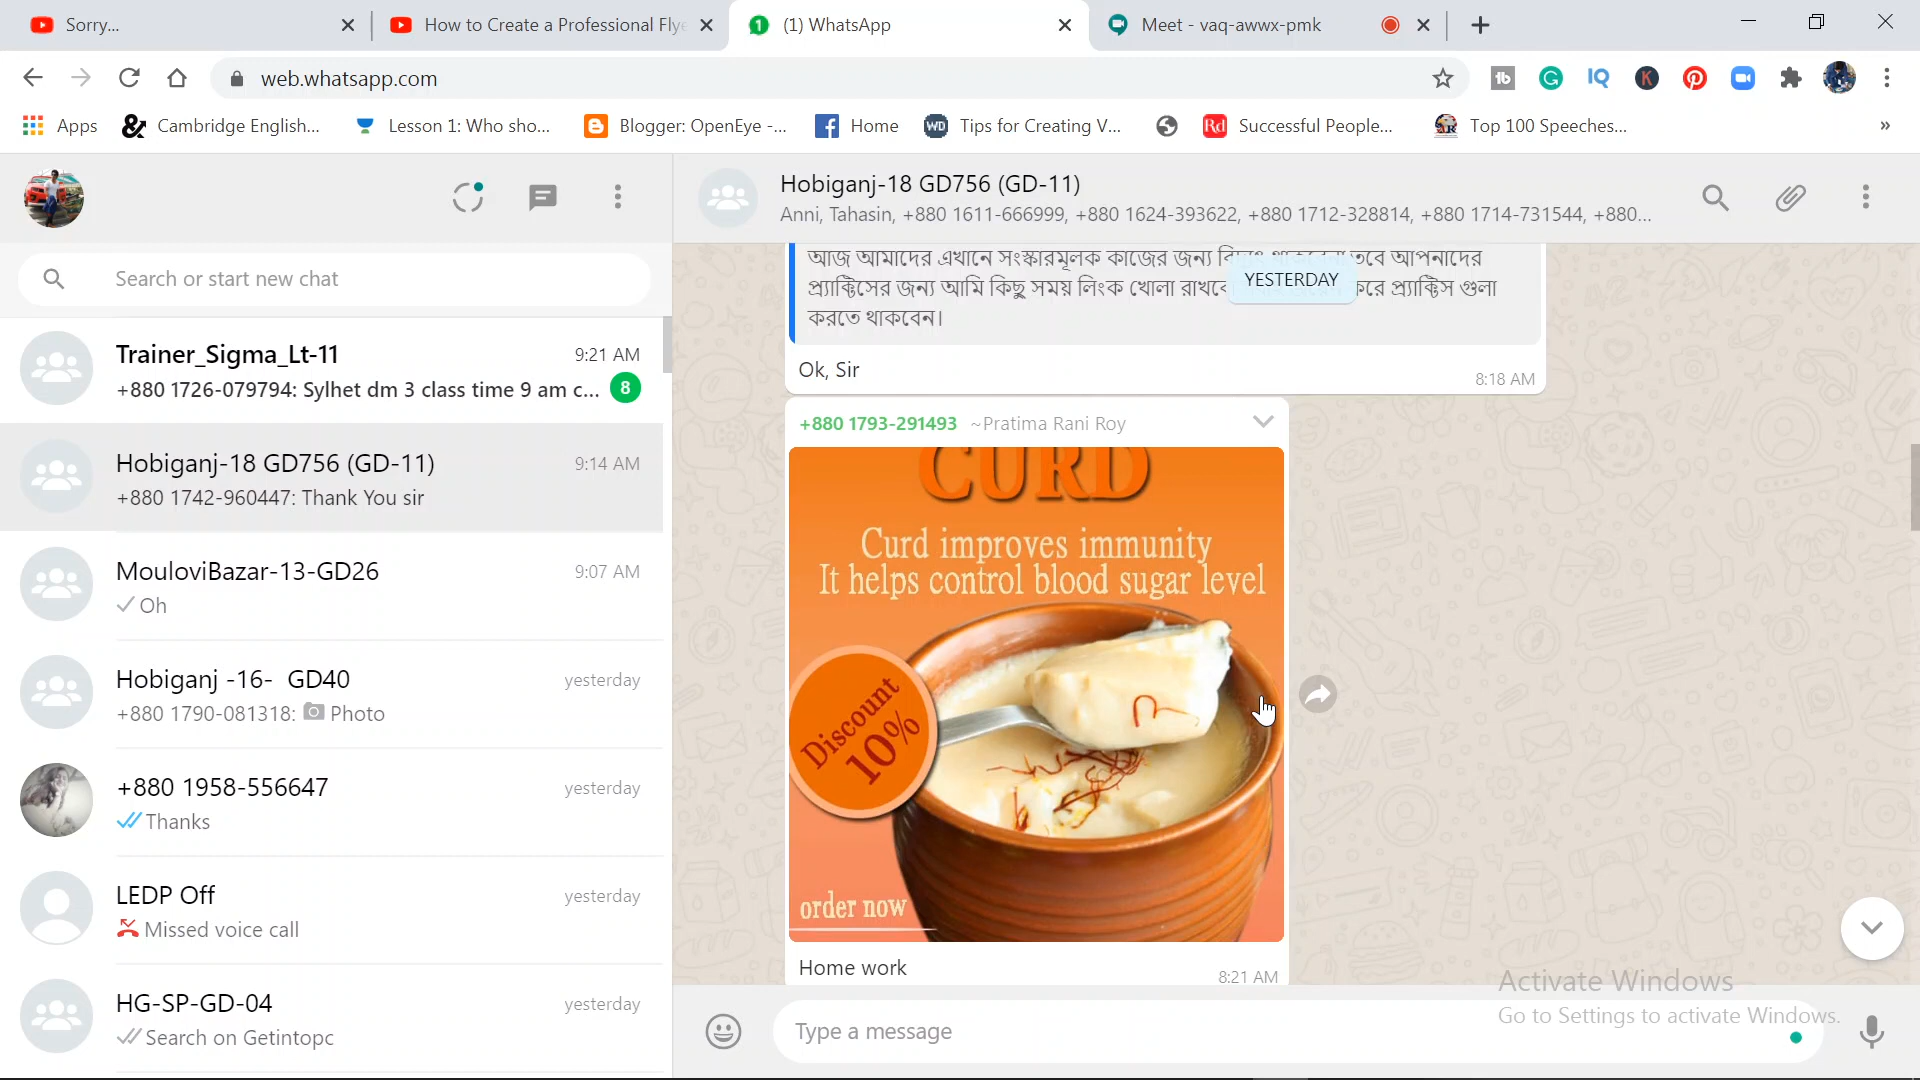 Sorry...
How to Create a Professional Flye
(1) WhatsApp
Meet - vaq-awwx-pmk
web.whatsapp.com
Apps
Cambridge English...
Lesson 1: Who sho...
Blogger: OpenEye -...
Home
Tips for Creating V...
Successful People...
Top 100 Speeches...
Search or start new chat
Trainer_Sigma_Lt-11
9:21 AM
+880 1726-079794: Sylhet dm 3 class time 9 am c...
8
Hobiganj-18 GD756 (GD-11)
9:14 AM
+880 1742-960447: Thank You sir
MouloviBazar-13-GD26
9:07 AM
Oh
Hobiganj -16- GD40
yesterday
+880 1790-081318: Photo
+880 1958-556647
yesterday
Thanks
LEDP Off
yesterday
Missed voice call
HG-SP-GD-04
yesterday
Search on Getintopc
Hobiganj-18 GD756 (GD-11)
Anni, Tahasin, +880 1611-666999, +880 1624-393622, +880 1712-328814, +880 1714-731544, +880...
আজ আমাদের এখানে সংস্কারমূলক কাজের জন্য তবে আপনাদের
YESTERDAY
প্র্যাক্টিসের জন্য আমি কিছু সময় লিংক খোলা রাখবো করে প্র্যাক্টিস গুলা
করতে থাকবেন।
Ok, Sir
8:18 AM
+880 1793-291493 ~Pratima Rani Roy
CURD
Curd improves immunity
It helps control blood sugar level
Discount
10%
order now
Home work
8:21 AM
Type a message
Activate Windows
Go to Settings to activate Windows.